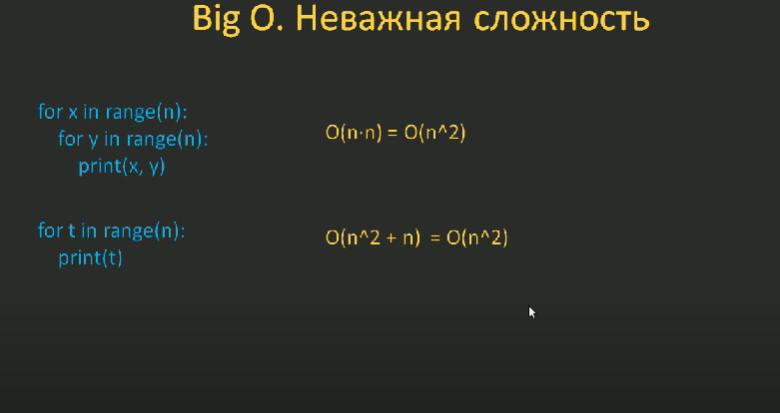 Big O. Неважная сложность
for x in range(n):
for y in range(n):
print(x, y)
O(n·n) = O(n^2)
for t in range(n):
print(t)
O(n^2 + n) = O(n^2)